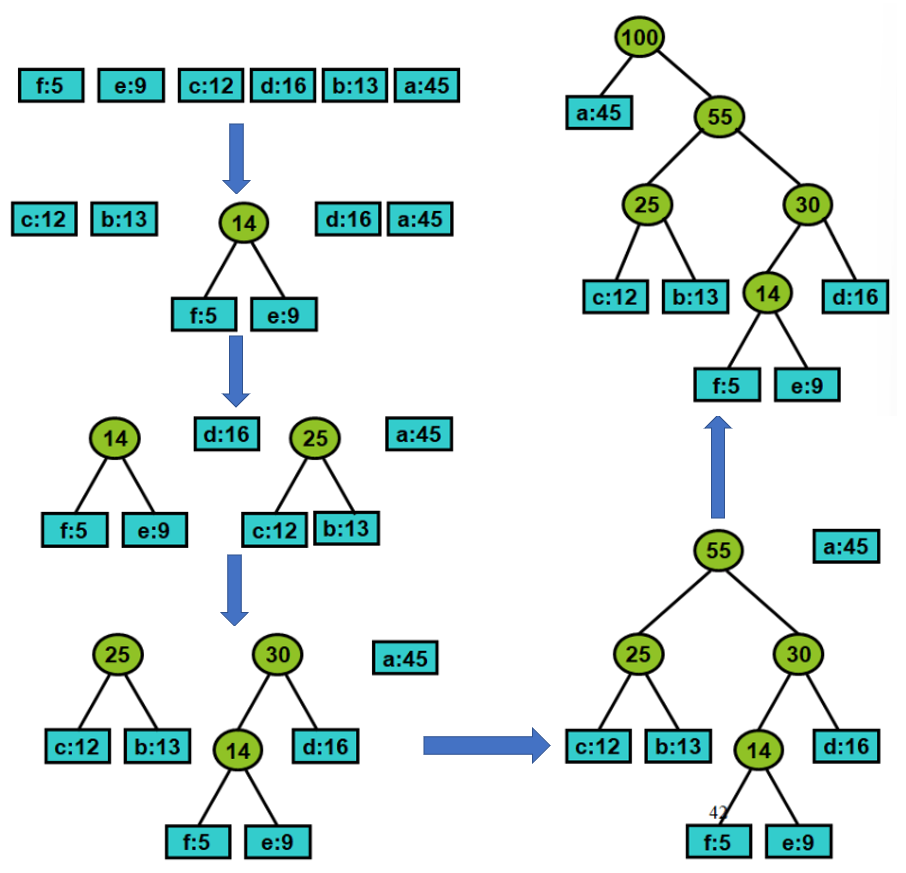 f:5 e:9 c:12 d:16 b:13 a:45
c:12 b:13 14 d:16 a:45
f:5 e:9
14 d:16 25 a:45
f:5 e:9 c:12 b:13
25 30 a:45
c:12 b:13 14 d:16
f:5 e:9
55 a:45
25 30
c:12 b:13 14 d:16
42
f:5 e:9
100
a:45 55
25 30
c:12 b:13 14 d:16
f:5 e:9